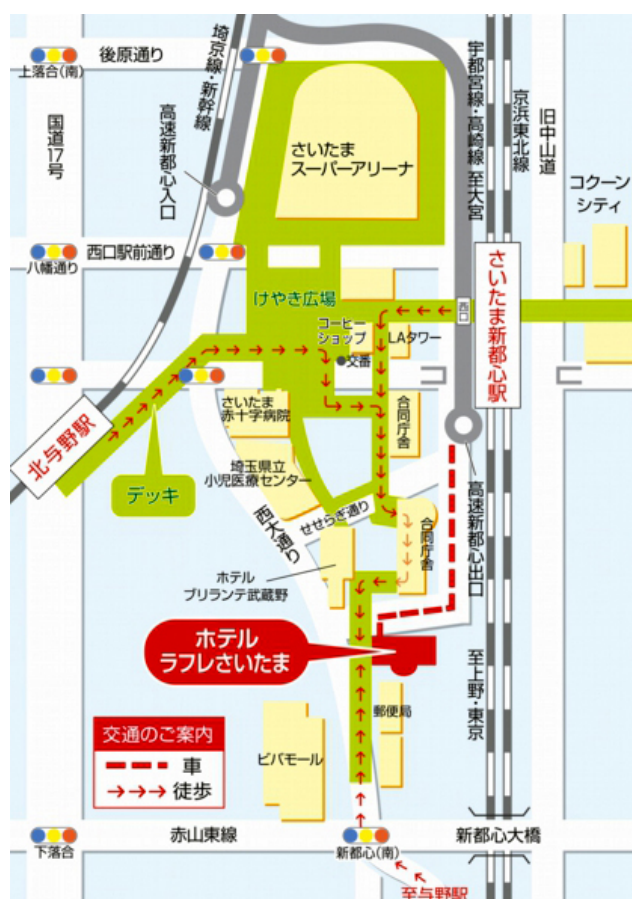 後原通り
上落合(南)
埼京線・新幹線
国道17号
高速新都心入口
さいたま
スーパーアリーナ
宇都宮線・高崎線 至大宮
京浜東北線
旧中山道
コクーン
シティ
西口駅前通り
八幡通り
けやき広場
コーヒー
ショップ
LAタワー
西口
さいたま新都心駅
交番
北与野駅
デッキ
さいたま
赤十字病院
合同庁舎
埼玉県立
小児医療センター
せせらぎ通り
西大通り
合同庁舎
高速新都心出口
ホテル
ブリランテ武蔵野
ホテル
ラフレさいたま
至上野・東京
郵便局
交通のご案内
車
徒歩
ビバモール
赤山東線
下落合
新都心(南)
新都心大橋
至与野駅